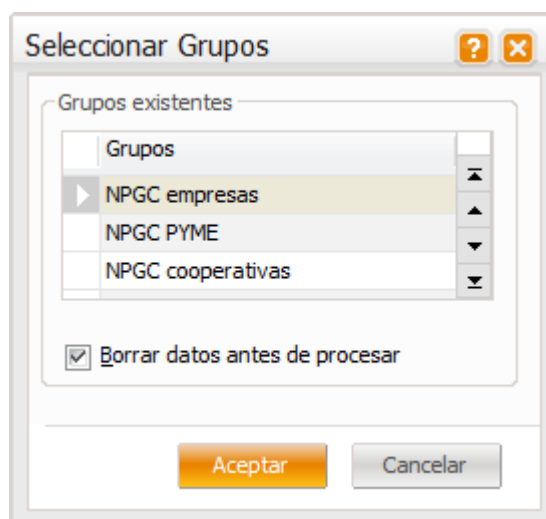 Seleccionar Grupos
Grupos existentes
Grupos
NPGC empresas
NPGC PYME
NPGC cooperativas
Borrar datos antes de procesar
Aceptar
Cancelar